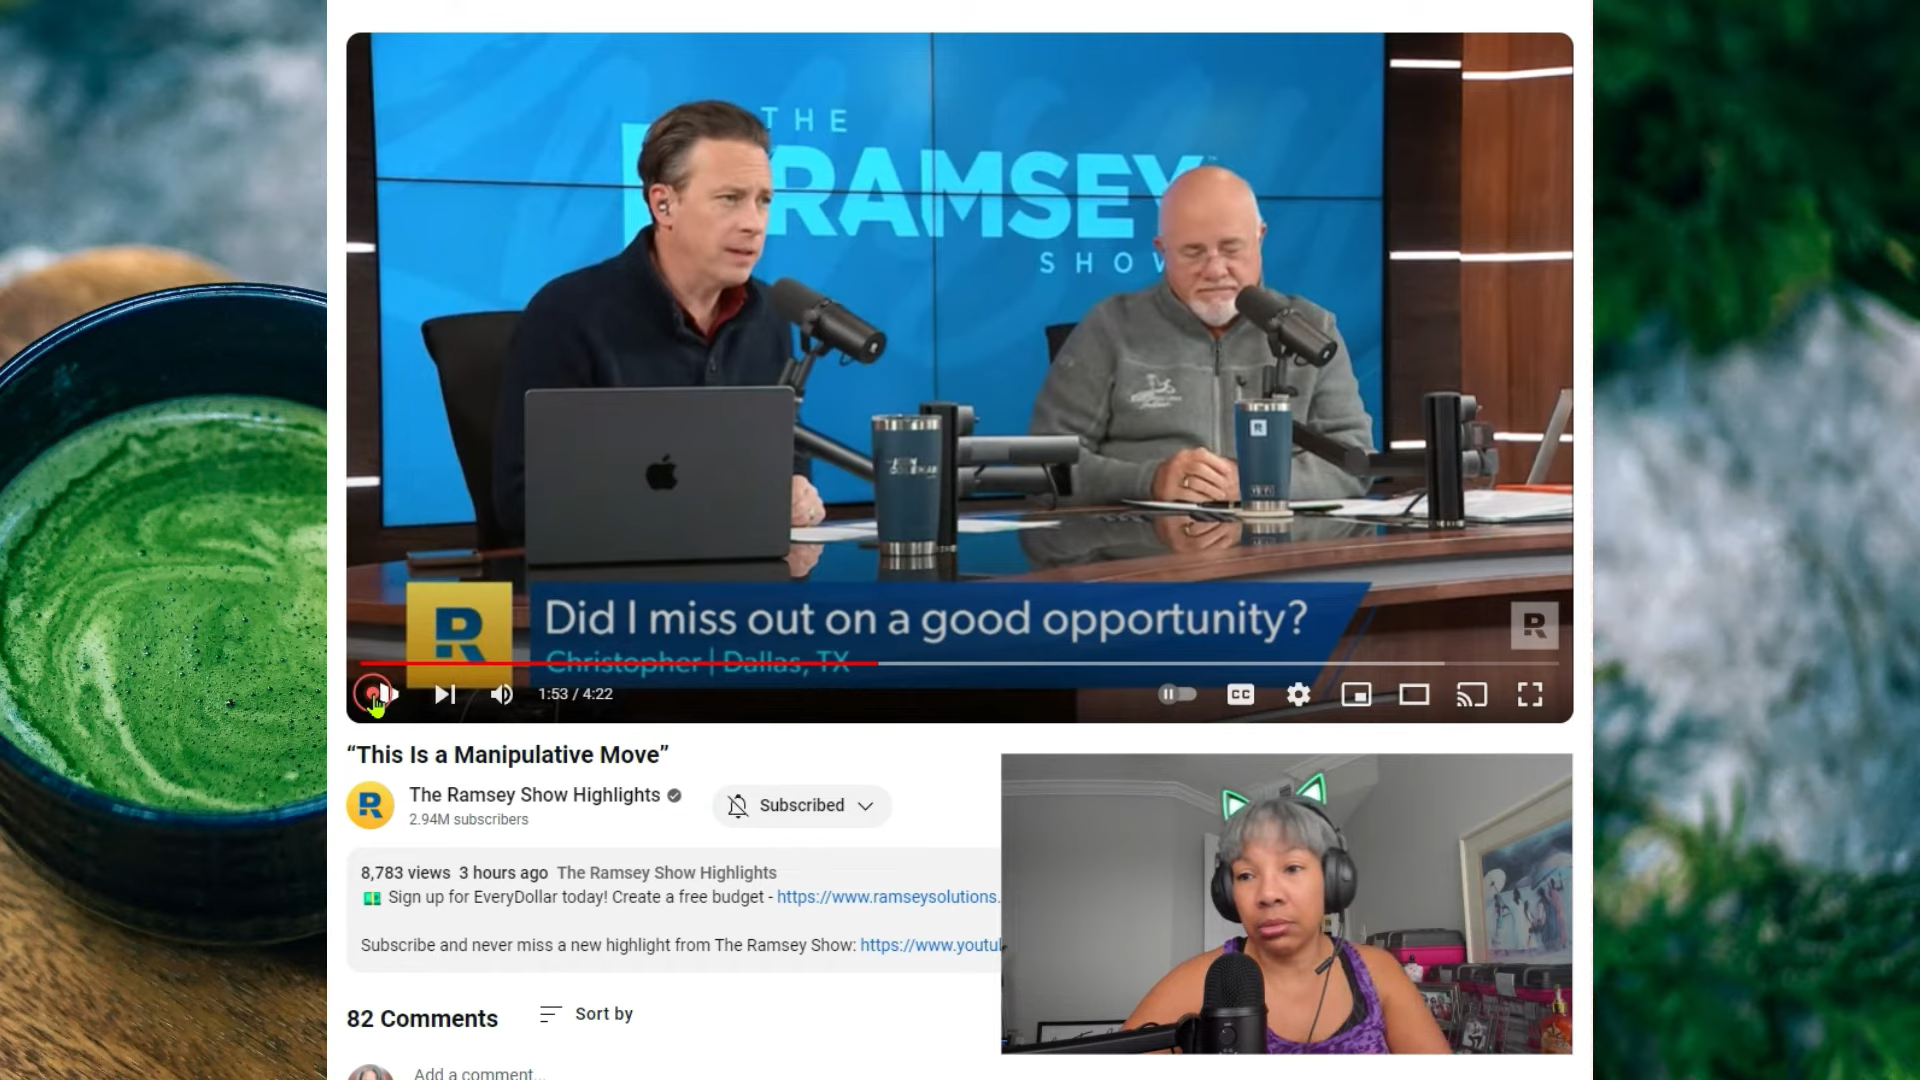 THE
RAMSEY
SHOW
Did I miss out on a good opportunity?
Christopher | Dallas, TX
R
R
R
YETI
1:53 / 4:22
CC
“This Is a Manipulative Move”
R
The Ramsey Show Highlights
2.94M subscribers
Subscribed
8,783 views 3 hours ago The Ramsey Show Highlights
Sign up for EveryDollar today! Create a free budget - https://www.ramseysolutions.
Subscribe and never miss a new highlight from The Ramsey Show: https://www.youtu
82 Comments
Sort by
Add a comment...